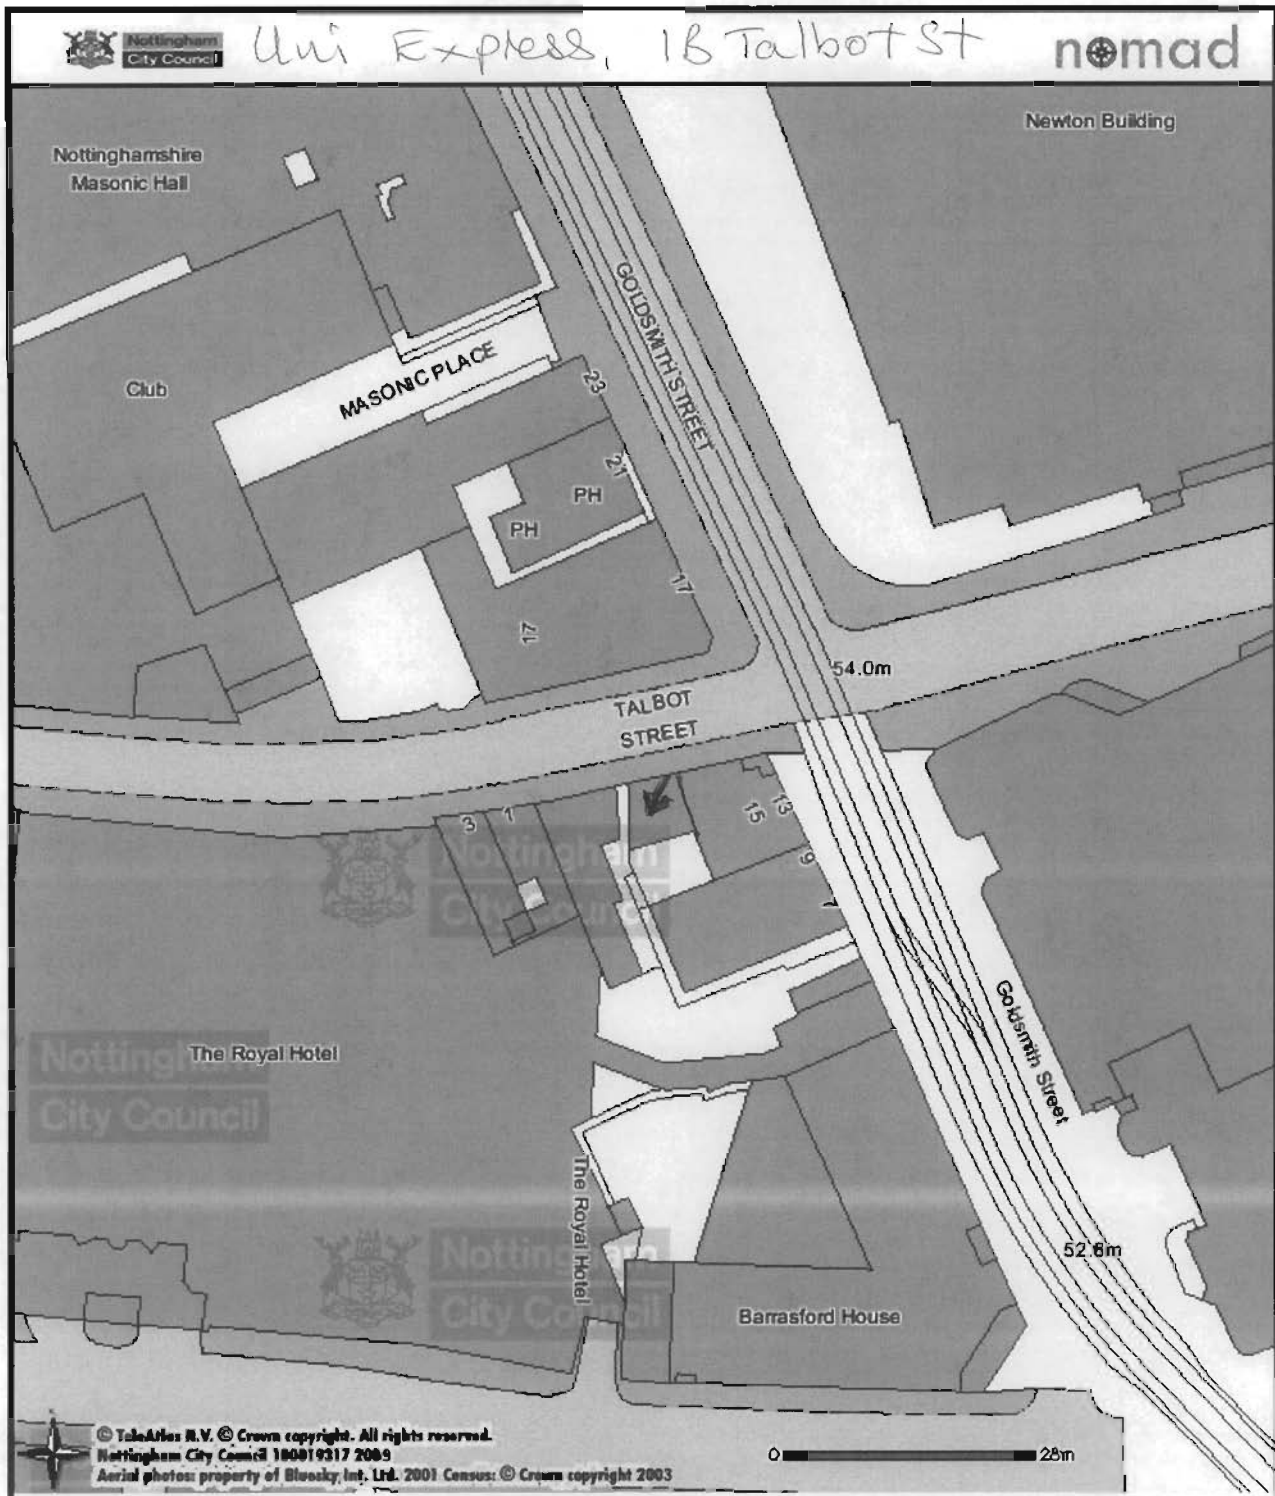 Nottingham
City Council
Uni Express, 1B Talbot St
nomad
Newton Building
Nottinghamshire
Masonic Hall
GOLDSMITH STREET
MASONIC PLACE
Club
23
21
PH
PH
17
17
54.0m
TALBOT
STREET
3
1
15
13
9
Nottingham
City Council
Goldsmith Street
Nottingham
City Council
The Royal Hotel
The Royal Hotel
52.8m
Nottingham
City Council
Barrasford House
© TeleAtlas N.V. © Crown copyright. All rights reserved.
Nottingham City Council 100019317 2009
Aerial photos: property of Bluesky, Int. Ltd. 2001 Census: © Crown copyright 2003
0 28m